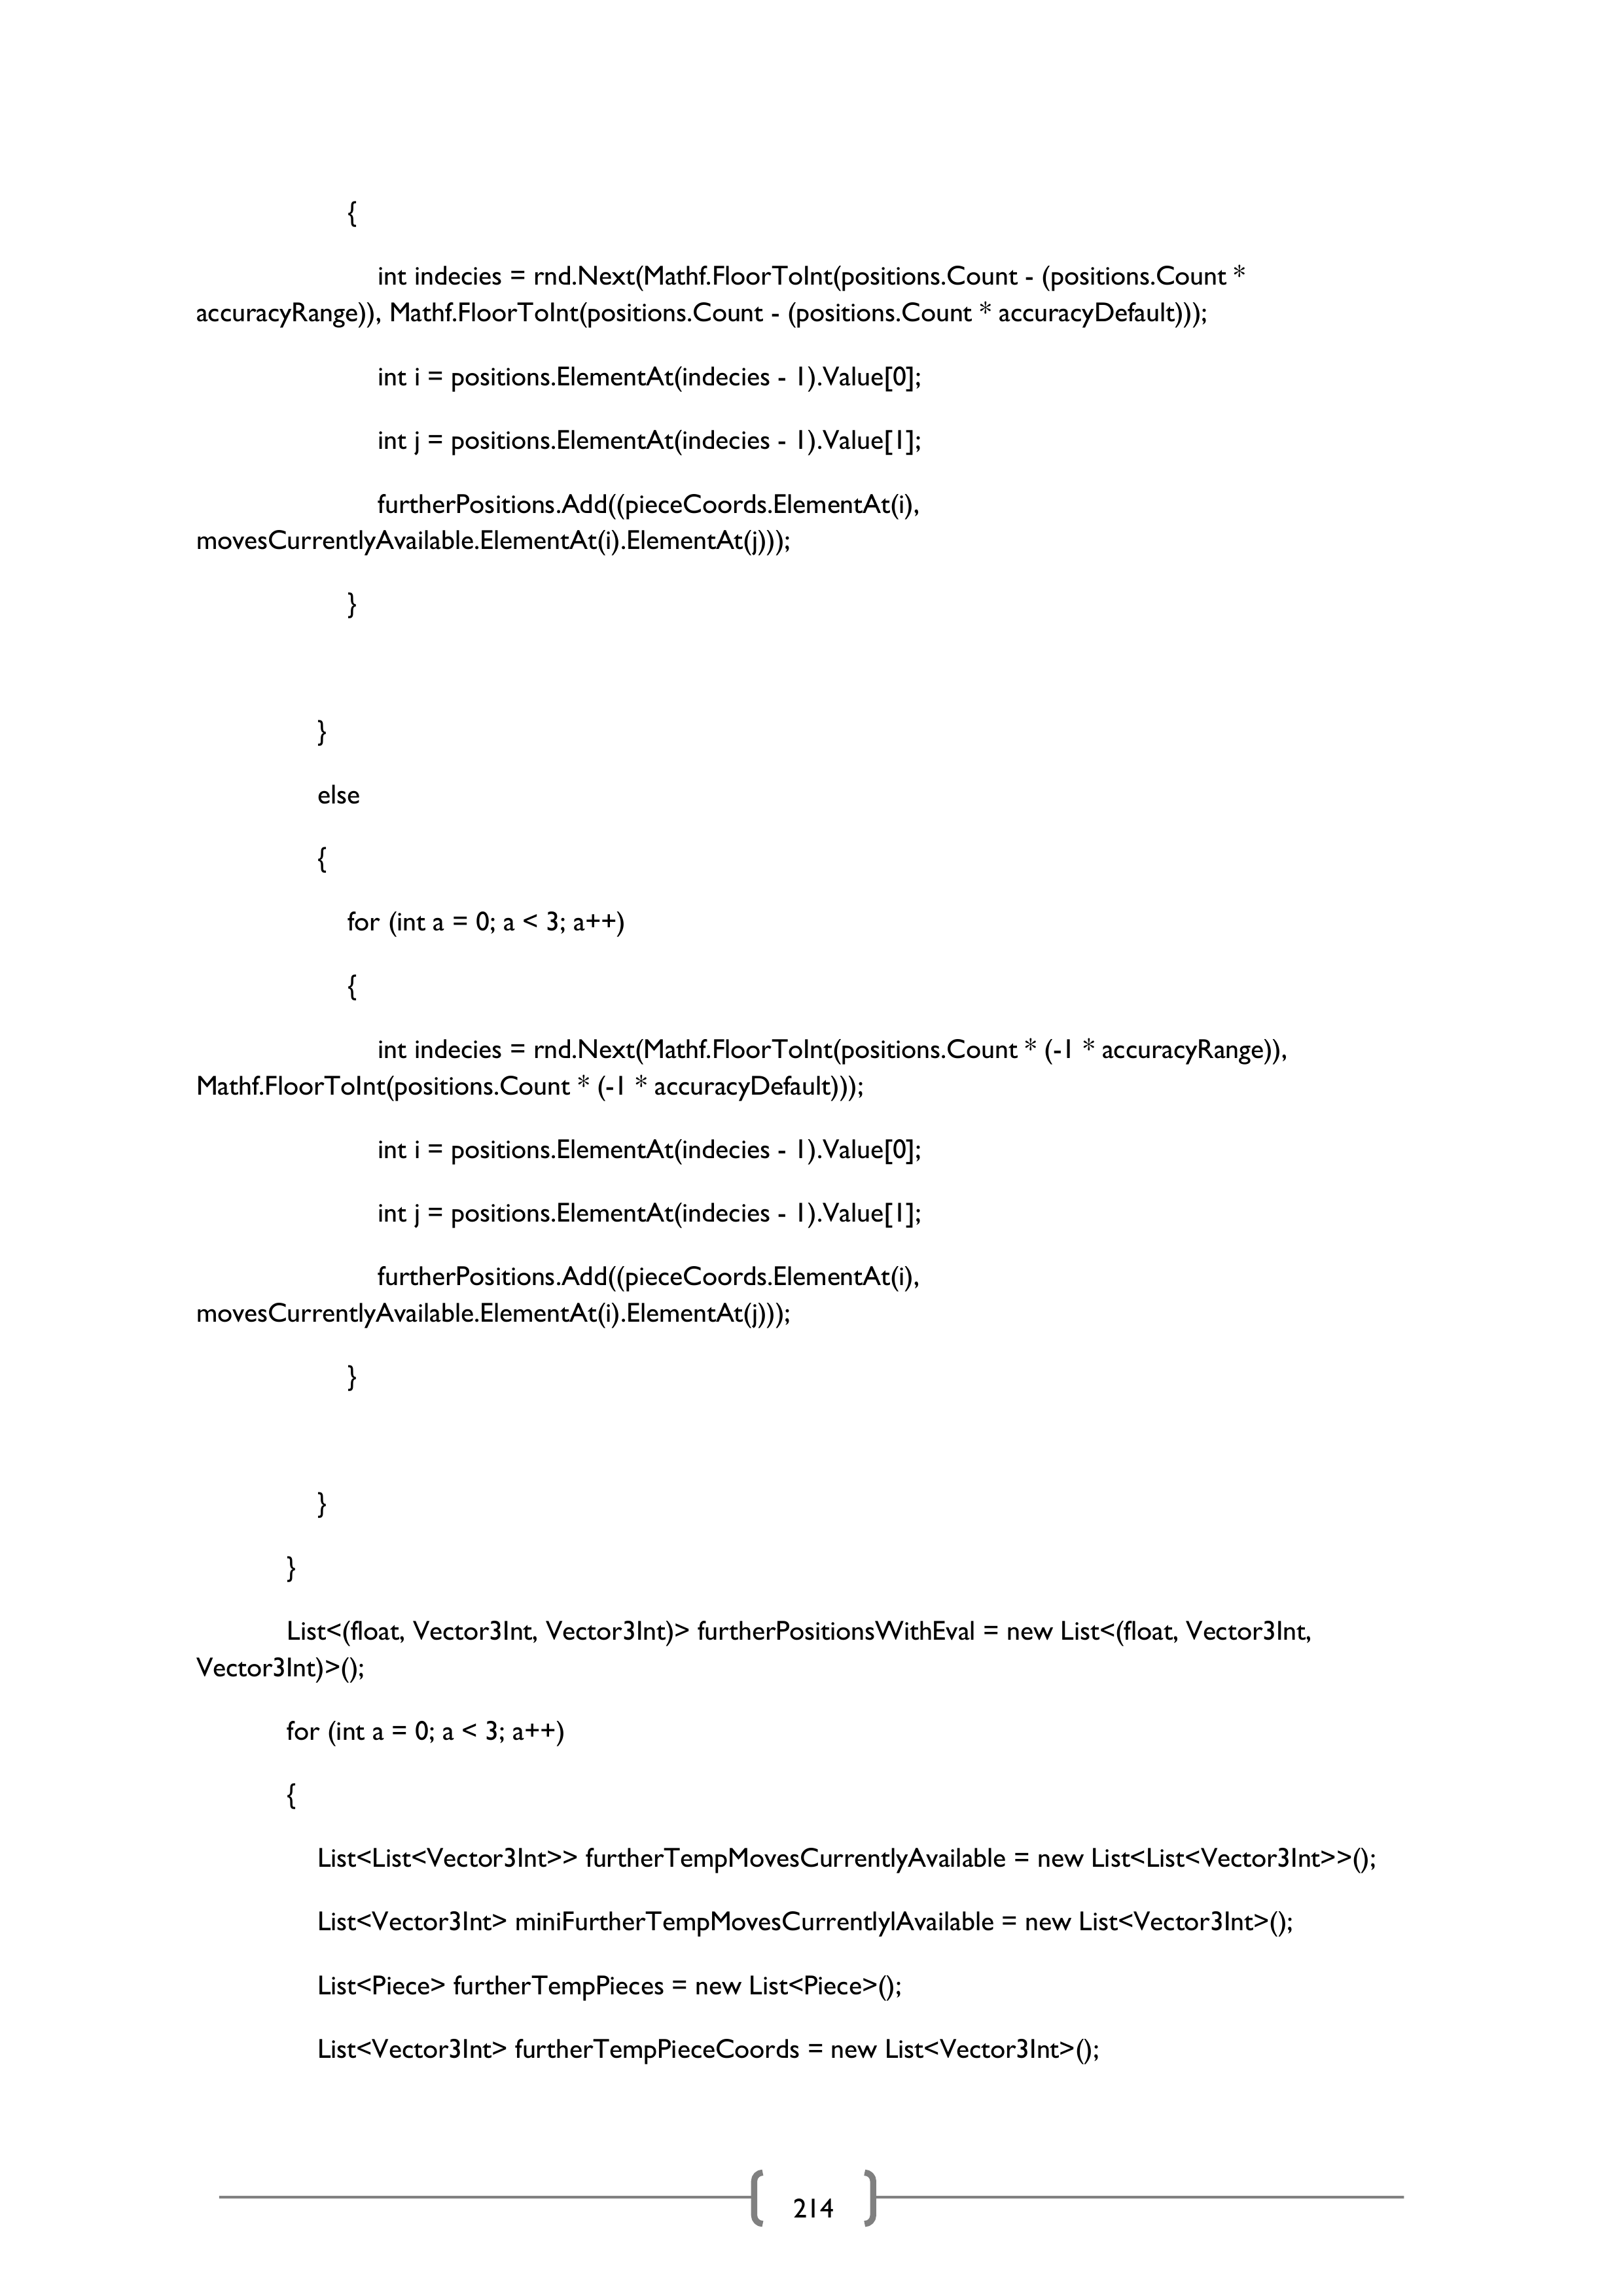 {
int indecies = rnd.Next(Mathf.FloorToInt(positions.Count - (positions.Count *
accuracyRange)), Mathf.FloorToInt(positions.Count - (positions.Count * accuracyDefault)));
int i = positions.ElementAt(indecies - 1).Value[0];
int j = positions.ElementAt(indecies - 1).Value[1];
furtherPositions.Add((pieceCoords.ElementAt(i),
movesCurrentlyAvailable.ElementAt(i).ElementAt(j)));
}
}
else
{
for (int a = 0; a < 3; a++)
{
int indecies = rnd.Next(Mathf.FloorToInt(positions.Count * (-1 * accuracyRange)),
Mathf.FloorToInt(positions.Count * (-1 * accuracyDefault)));
int i = positions.ElementAt(indecies - 1).Value[0];
int j = positions.ElementAt(indecies - 1).Value[1];
furtherPositions.Add((pieceCoords.ElementAt(i),
movesCurrentlyAvailable.ElementAt(i).ElementAt(j)));
}
}
}
List<(float, Vector3Int, Vector3Int)> furtherPositionsWithEval = new List<(float, Vector3Int,
Vector3Int)>();
for (int a = 0; a < 3; a++)
{
List<List<Vector3Int>> furtherTempMovesCurrentlyAvailable = new List<List<Vector3Int>>();
List<Vector3Int> miniFurtherTempMovesCurrentlylAvailable = new List<Vector3Int>();
List<Piece> furtherTempPieces = new List<Piece>();
List<Vector3Int> furtherTempPieceCoords = new List<Vector3Int>();
214